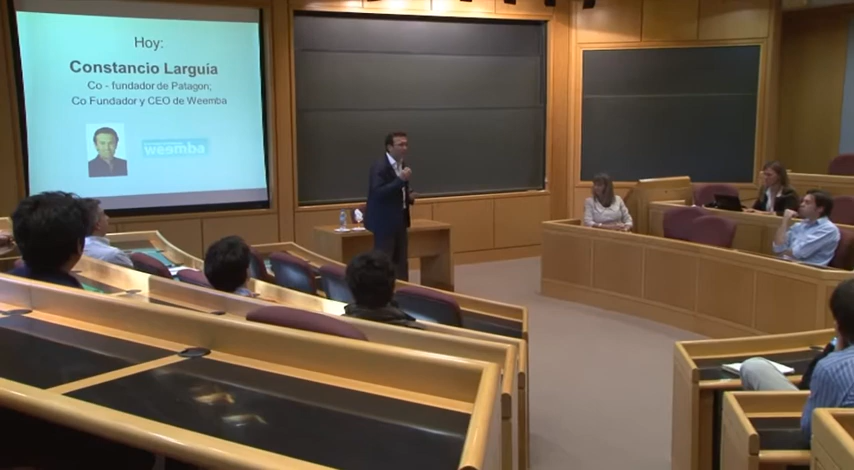 Hoy:
Constancio Larguía
Co - fundador de Patagon;
Co Fundador y CEO de Weemba
weemba